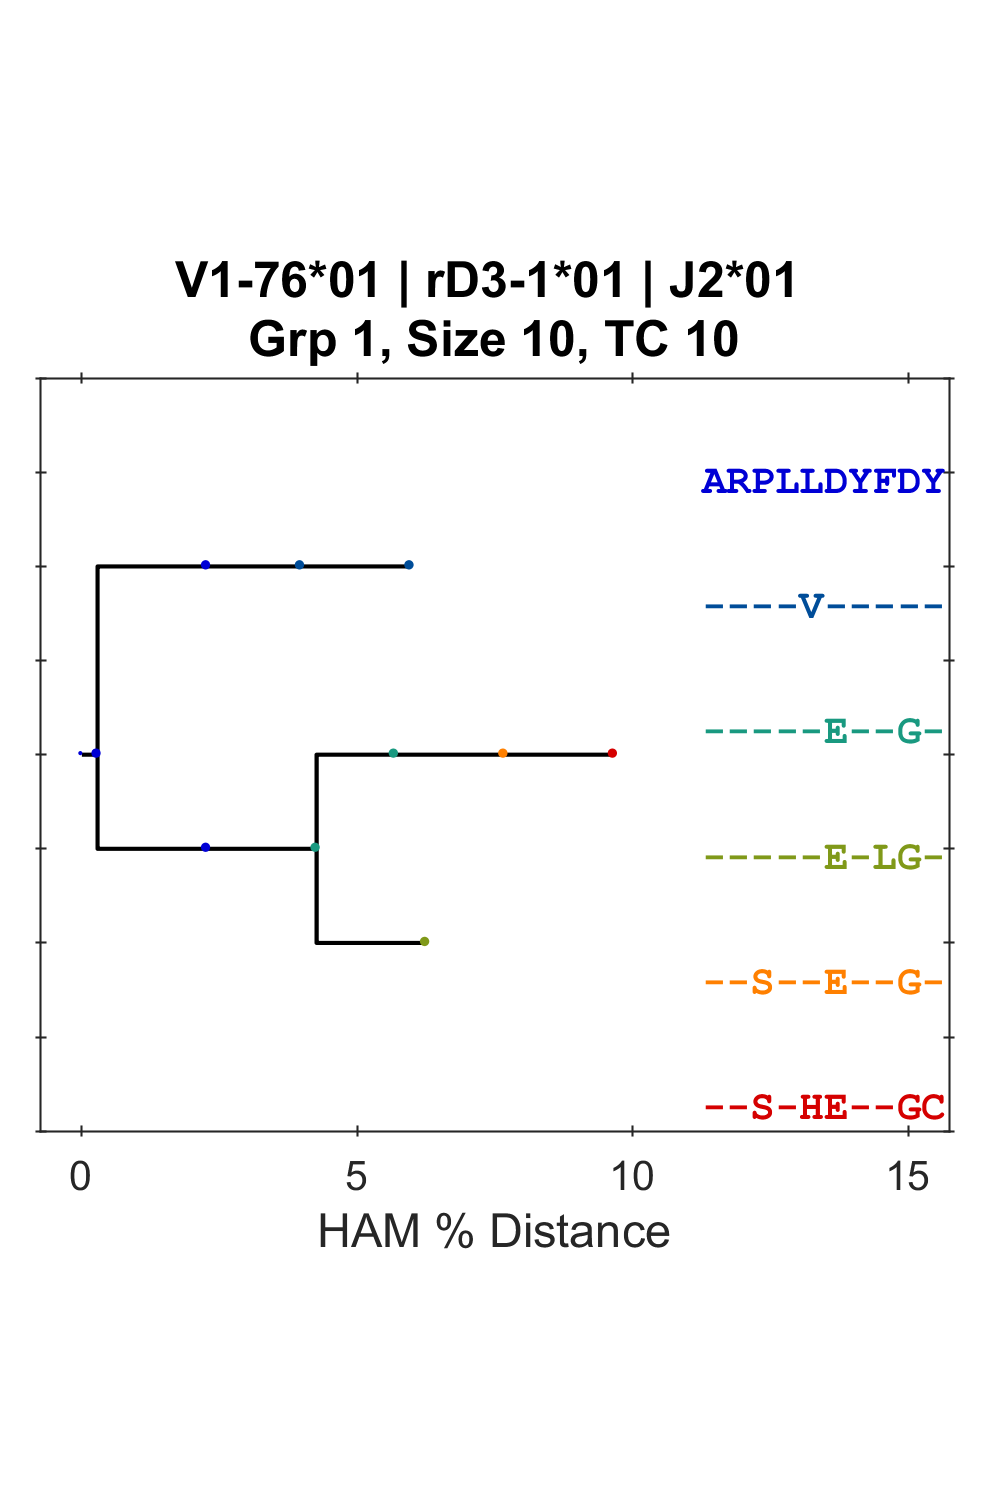 V1-76*01 | rD3-1*01 | J2*01
Grp 1, Size 10, TC 10
ARPLLDYFDY
----V-----
-----E--G-
-----E-LG-
--S--E--G-
--S-HE--GC
0 5 10 15
HAM % Distance